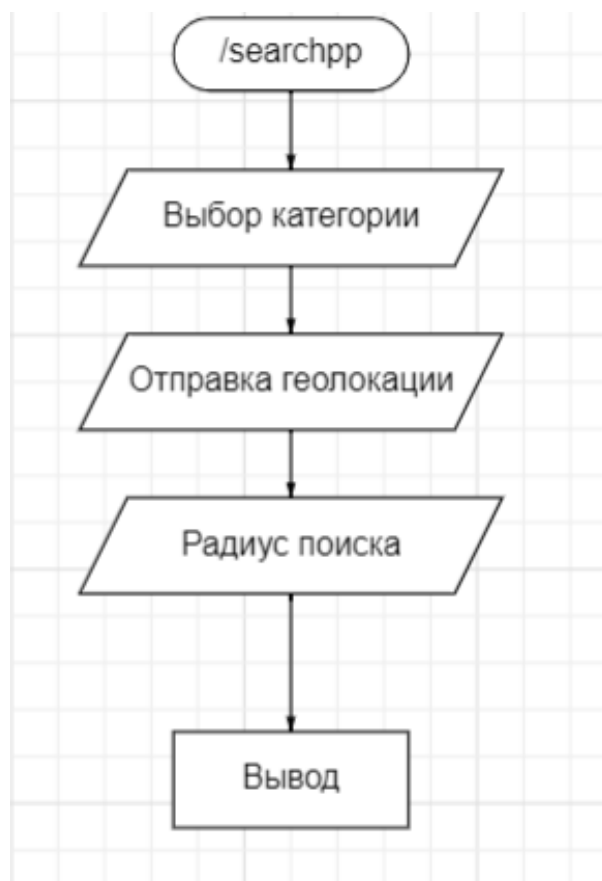 /searchpp
Выбор категории
Отправка геолокации
Радиус поиска
Вывод